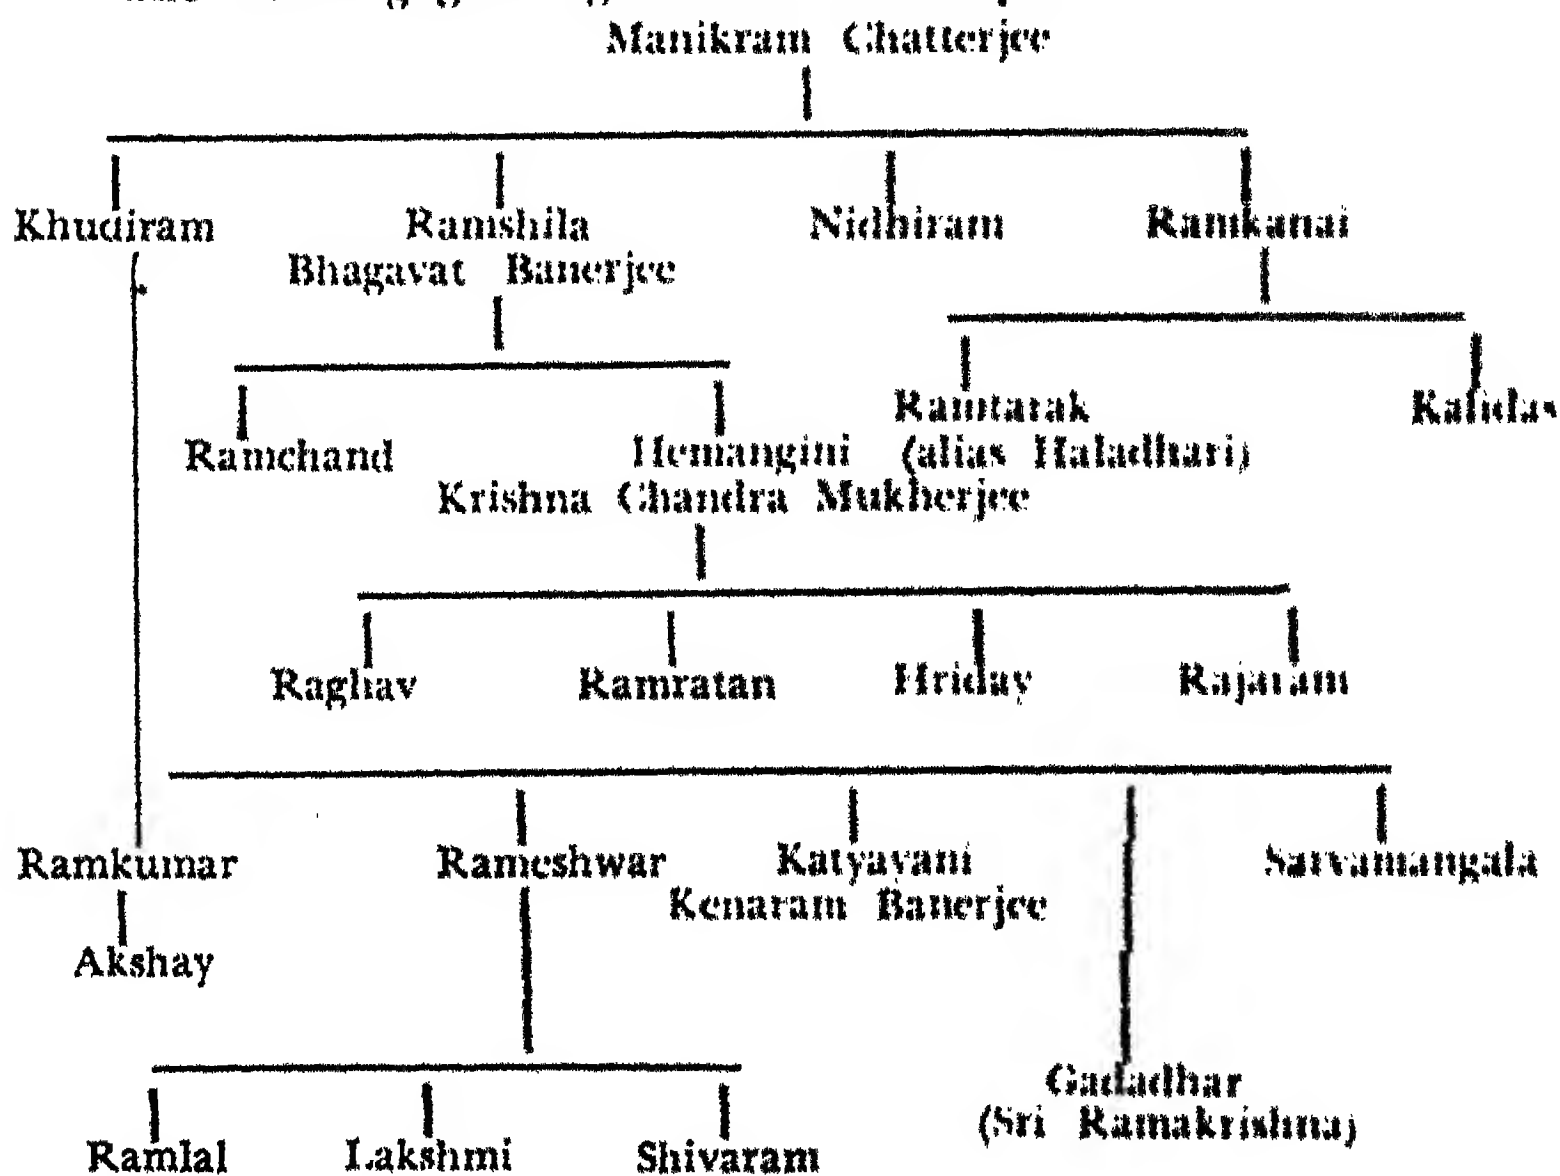 Manikram Chatterjee
Khudiram Ramshila Nidhiram Ramkanai
Bhagavat Banerjee
Ramtarak Kalidas
Ramchand Hemangini (alias Haladhari)
Krishna Chandra Mukherjee
Raghav Ramratan Hriday Rajaram
Ramkumar Rameshwar Katyayani Sarvamangala
Kenaram Banerjee
Akshay
Gadadhar
(Sri Ramakrishna)
Ramlal Lakshmi Shivaram